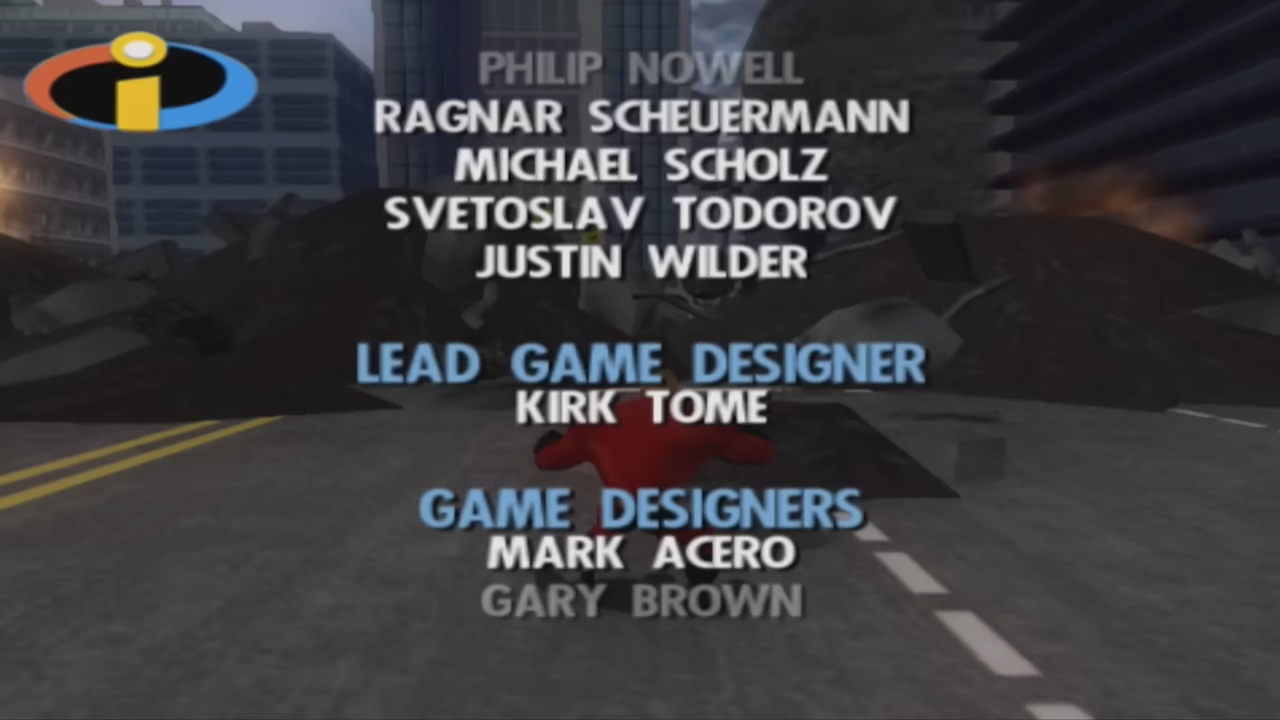 PHILIP NOWELL
RAGNAR SCHEUERMANN
MICHAEL SCHOLZ
SVETOSLAV TODOROV
JUSTIN WILDER
LEAD GAME DESIGNER
KIRK TOME
GAME DESIGNERS
MARK ACERO
GARY BROWN